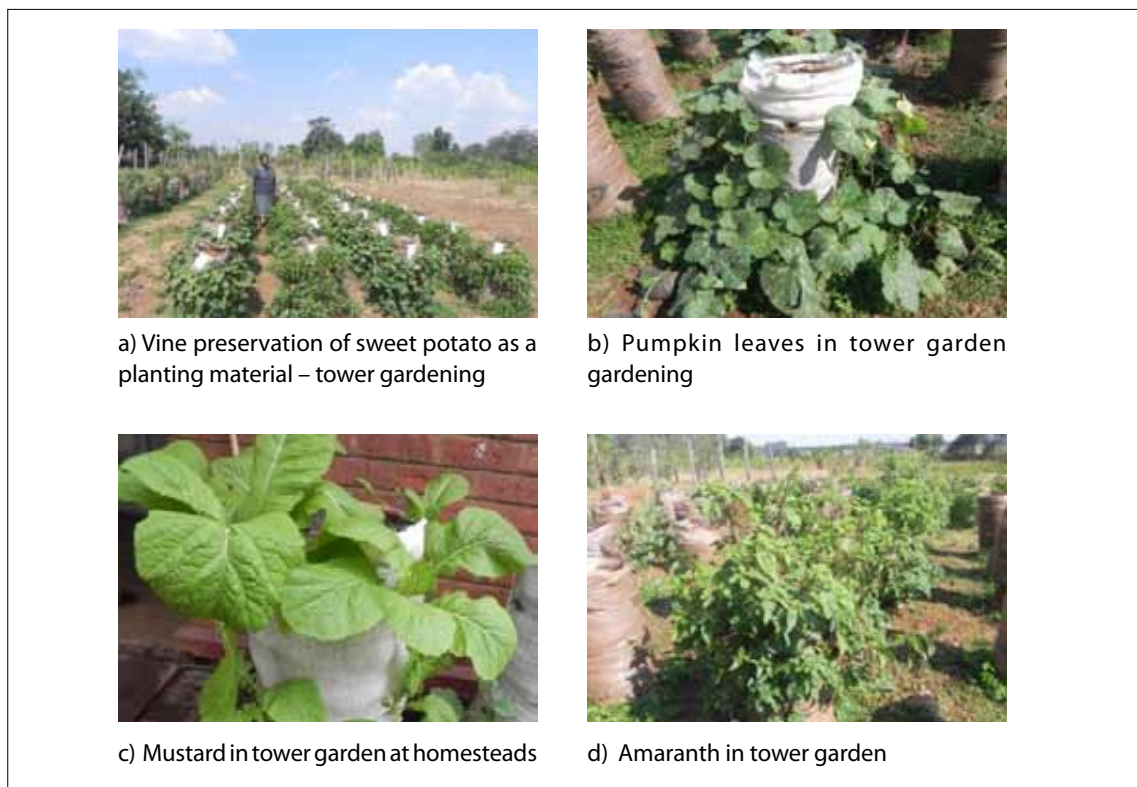 a) Vine preservation of sweet potato as a
planting material – tower gardening
b) Pumpkin leaves in tower garden
gardening
c) Mustard in tower garden at homesteads
d) Amaranth in tower garden